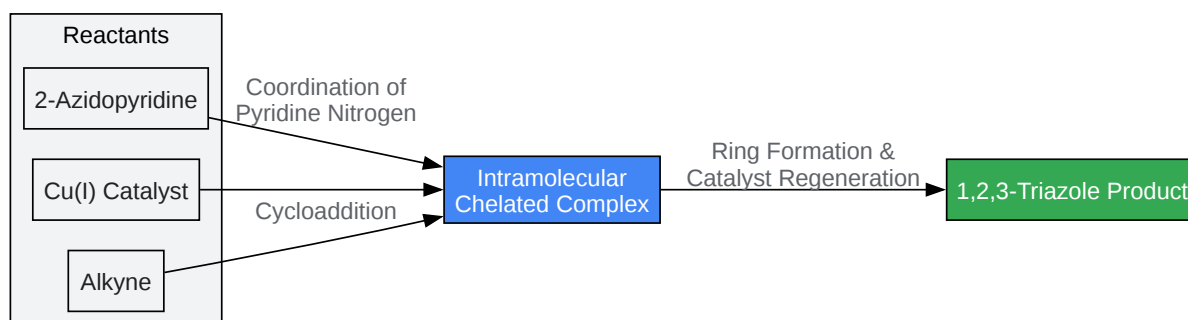 Reactants
2-Azidopyridine
Coordination of
Pyridine Nitrogen
Cu(I) Catalyst
Cycloaddition
Alkyne
Intramolecular
Chelated Complex
Ring Formation &
Catalyst Regeneration
1,2,3-Triazole Product